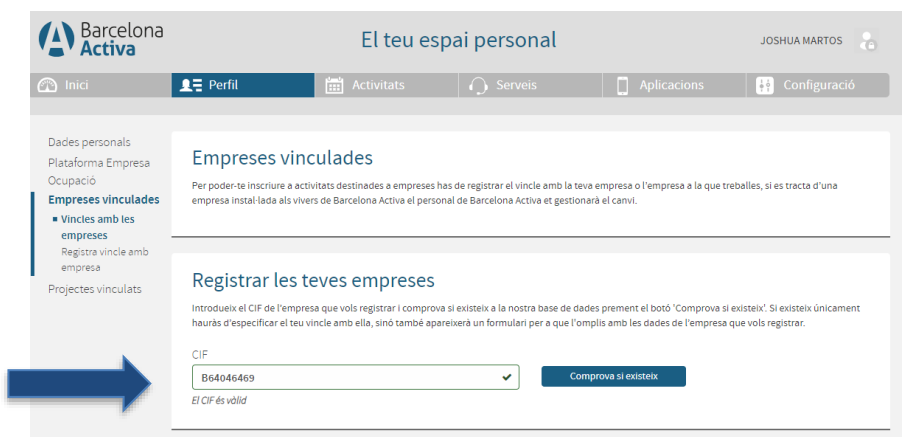 Barcelona
Activa
El teu espai personal
JOSHUA MARTOS
Inici
Perfil
Activitats
Serveis
Aplicacions
Configuració
Dades personals
Plataforma Empresa
Ocupació
Empreses vinculades
Vincles amb les
empreses
Registra vincle amb
empresa
Projectes vinculats
Empreses vinculades
Per poder-te inscriure a activitats destinades a empreses has de registrar el vincle amb la teva empresa o l'empresa a la que treballes, si es tracta d'una
empresa instal·lada als vivers de Barcelona Activa el personal de Barcelona Activa et gestionarà el canvi.
Registrar les teves empreses
Introdueix el CIF de l'empresa que vols registrar i comprova si existeix a la nostra base de dades prement el botó 'Comprova si existeix'. Si existeix únicament
hauràs d'especificar el teu vincle amb ella, sinó també apareixerà un formulari per a que l'omplis amb les dades de l'empresa que vols registrar.
CIF
B64046469
Comprova si existeix
El CIF és vàlid